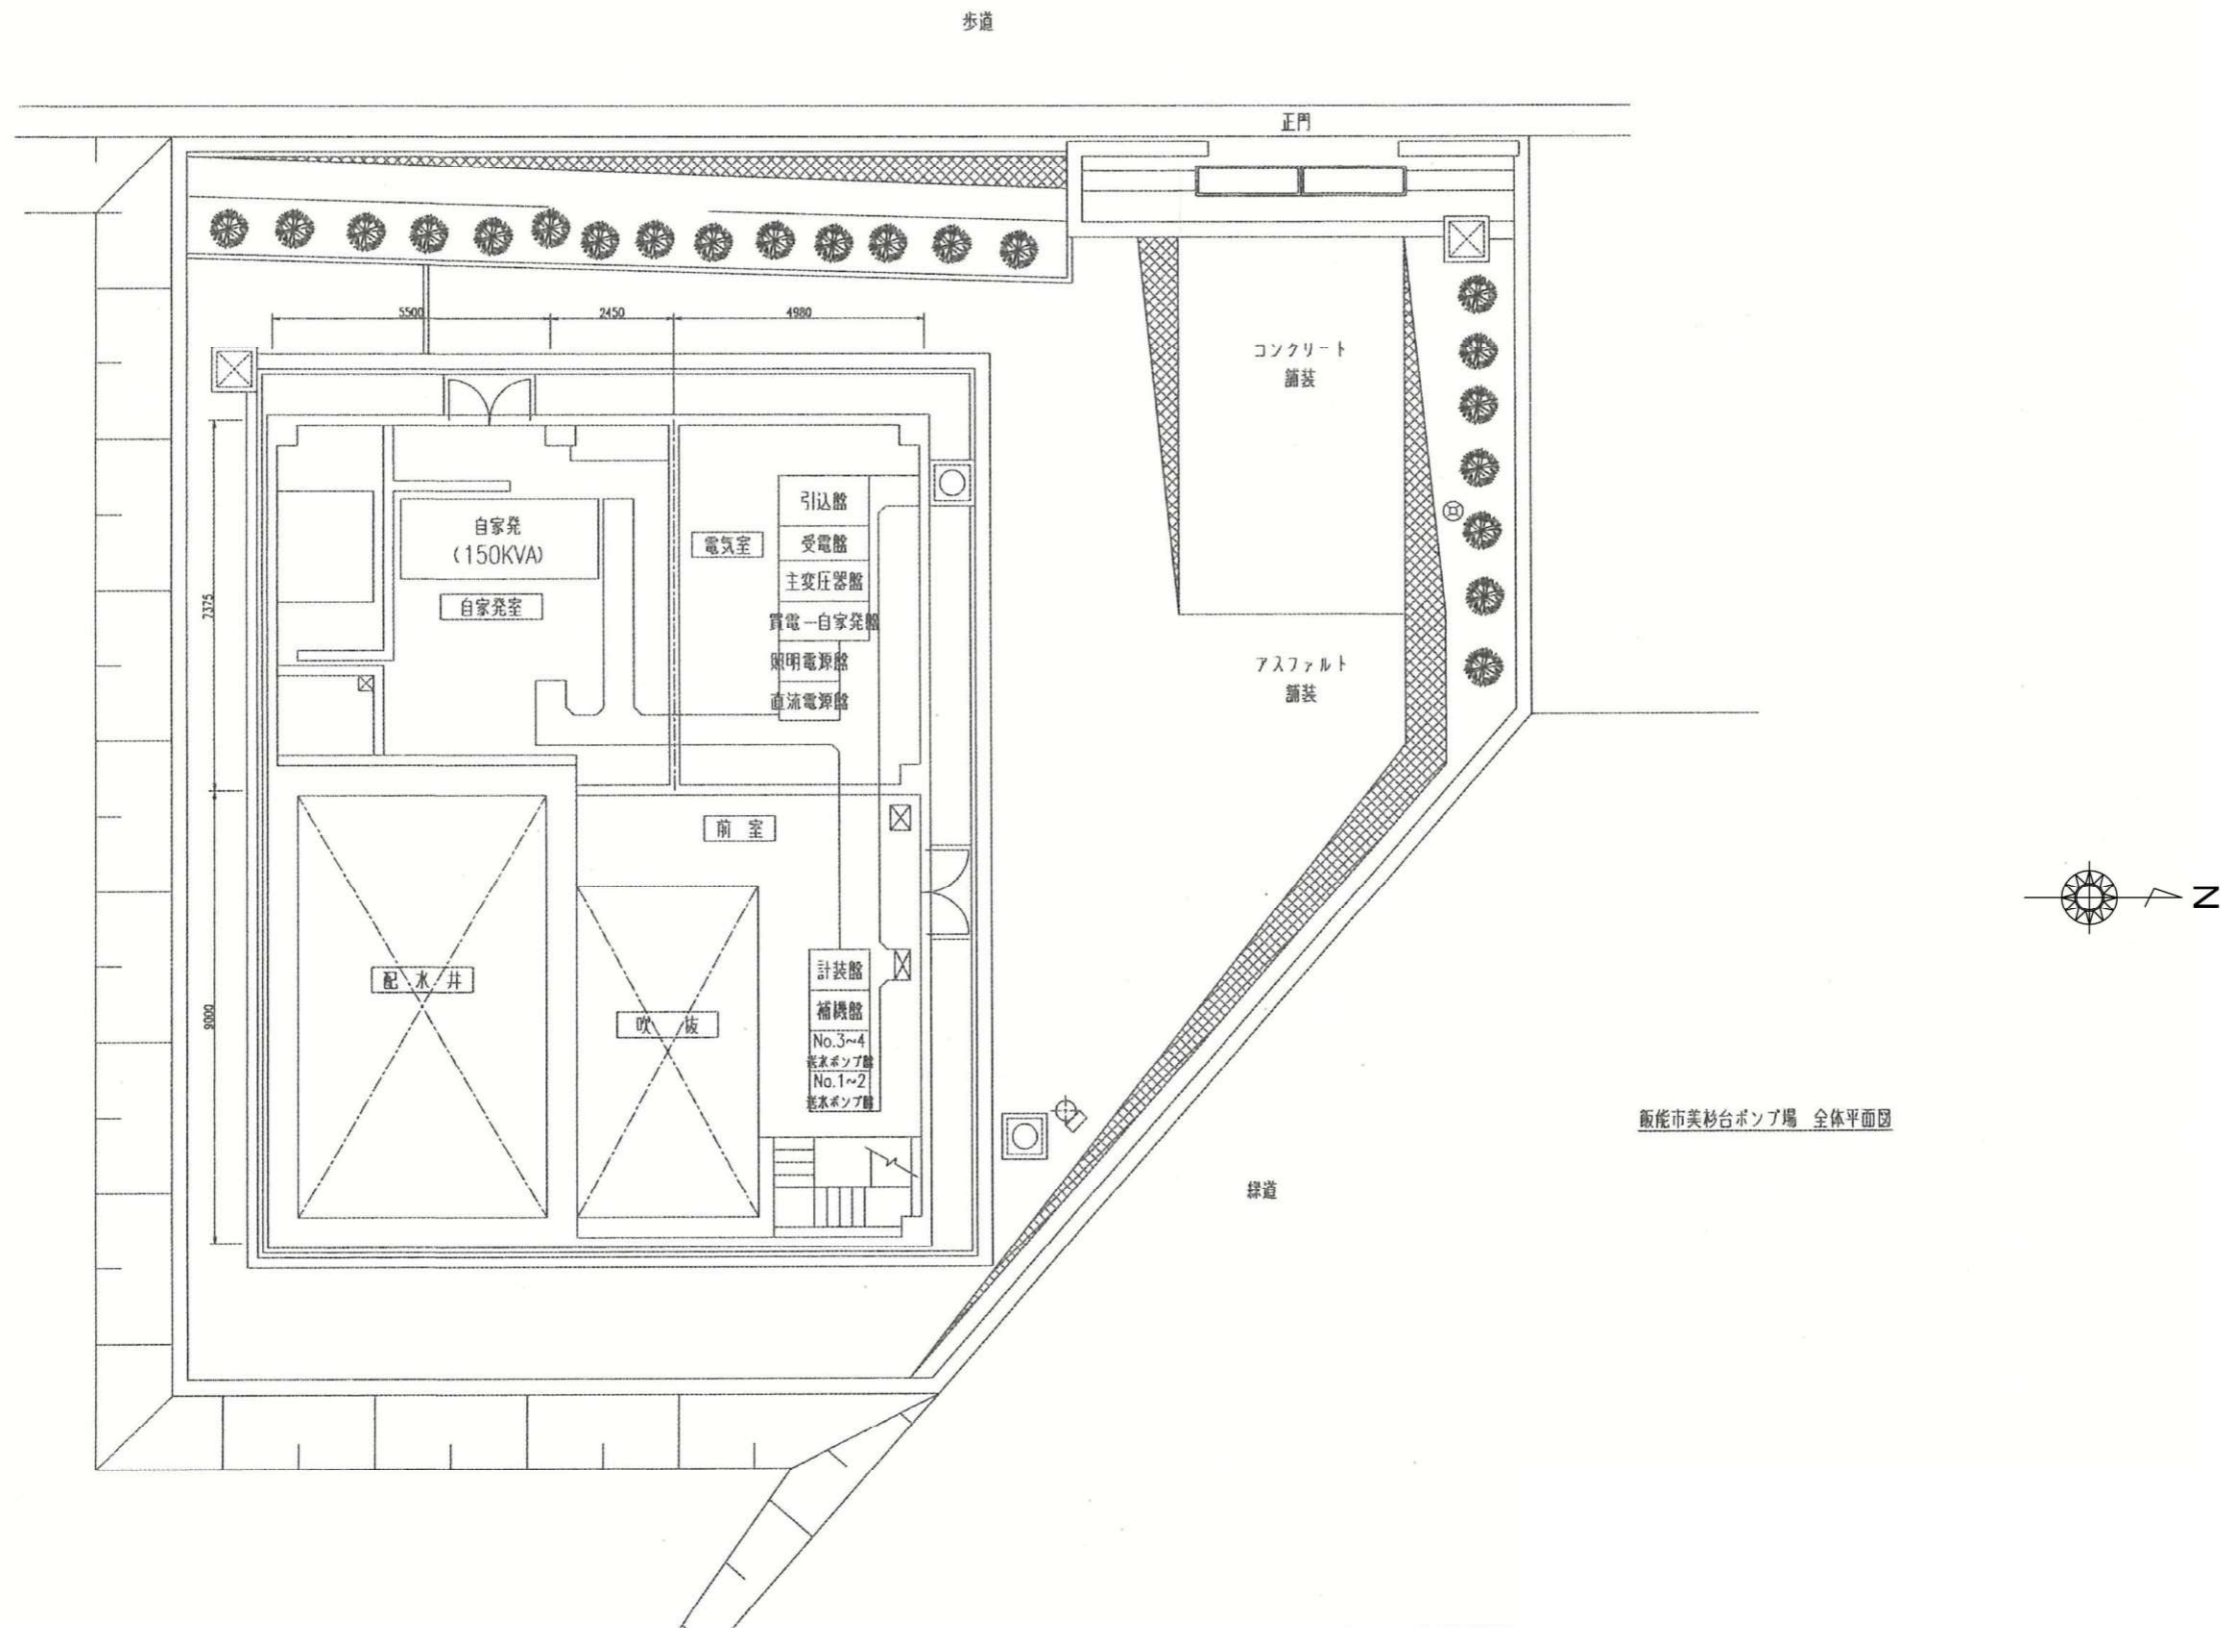 歩道
正門
5500
2450
4980
コンクリート
舗装
引込盤
自家発
(150KVA)
電気室
受電盤
主変圧器盤
自家発室
7375
買電―自家発盤
照明電源盤
アスファルト
舗装
直流電源盤
前 室
N
計装盤
配 水 井
補機盤
9000
吹 抜
No.3~4
送水ポンプ盤
No.1~2
送水ポンプ盤
飯能市美杉台ポンプ場 全体平面図
緑道